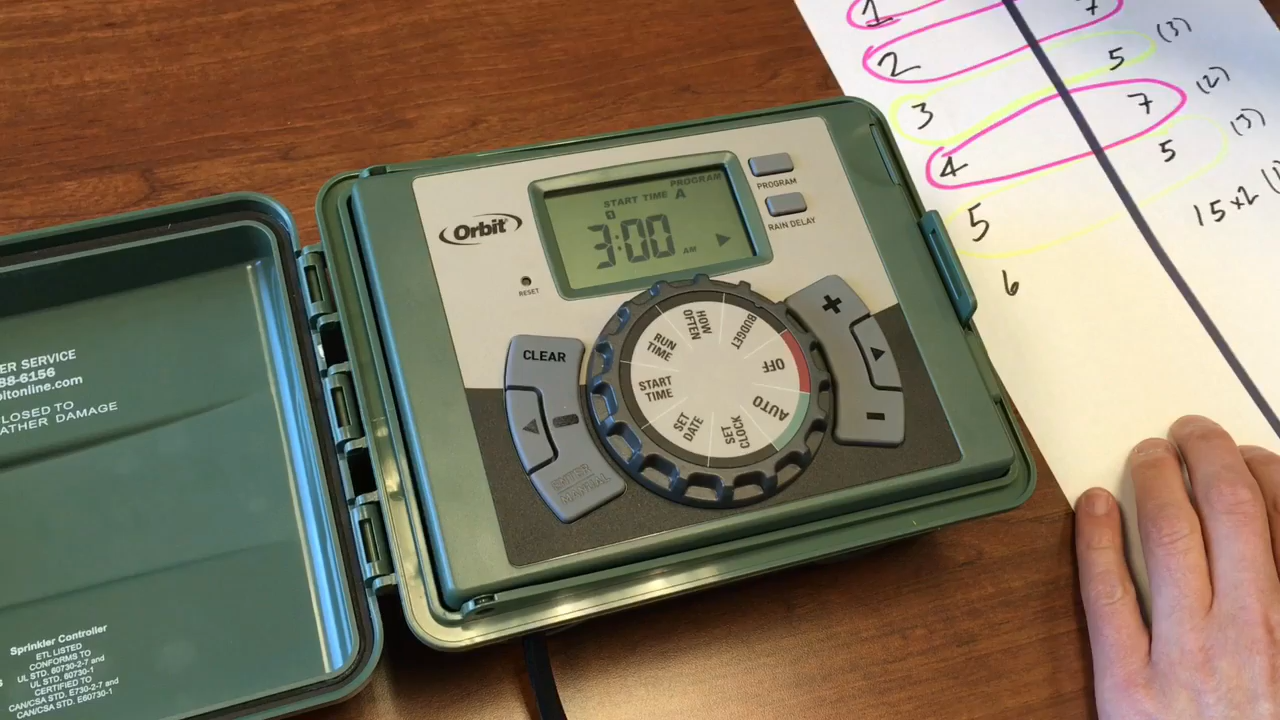 1 7
2
3 5 (3)
4 7 (2)
5 5 (3)
15x2
6
Orbit
PROGRAM
START TIME A
3:00 AM
PROGRAM
RAIN DELAY
RESET
CLEAR
ENTER
MANUAL
HOW OFTEN
BUDGET
OFF
AUTO
SET CLOCK
SET DATE
START TIME
RUN TIME
+
-
ER SERVICE
88-6156
bitonline.com
CLOSED TO
ATHER DAMAGE
Sprinkler Controller
ETL LISTED
CONFORMS TO
UL STD. 60730-2-7 and
UL STD. 60730-1
CERTIFIED TO
CAN/CSA STD. E730-2-7 and
CAN/CSA STD. E60730-1